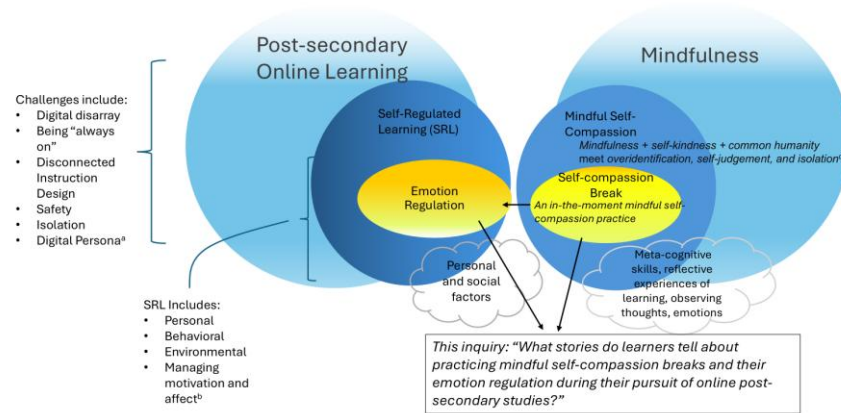 Post-secondary
Online Learning
Mindfulness
Challenges include:
• Digital disarray
• Being “always
on”
• Disconnected
Instruction
Design
• Safety
• Isolation
• Digital Personaᵃ
Self-Regulated
Learning (SRL)
Emotion
Regulation
Mindful Self-
Compassion
Mindfulness + self-kindness + common humanity
meet overidentification, self-judgement, and isolation
Self-compassion
Break
An in-the-moment mindful self-
compassion practice
Personal
and social
factors
Meta-cognitive
skills, reflective
experiences of
learning, observing
thoughts, emotions
SRL Includes:
• Personal
• Behavioral
• Environmental
• Managing
motivation and
affectᵇ
This inquiry: “What stories do learners tell about
practicing mindful self-compassion breaks and their
emotion regulation during their pursuit of online post-
secondary studies?”